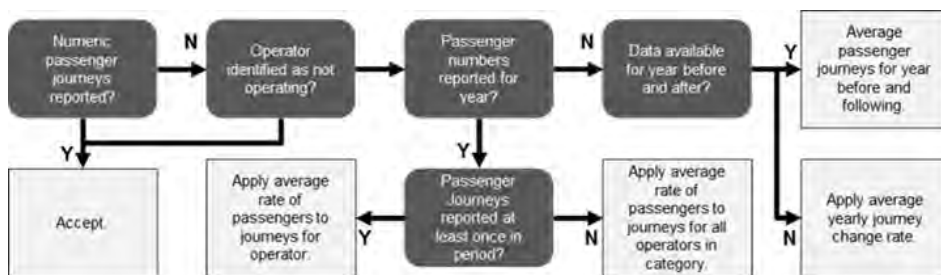 Numeric
passenger
journeys
reported?
N
Operator
identified as not
operating?
Passenger
numbers
reported for
year?
N
Data available
for year before
and after?
Y
Average
passenger
journeys for year
before and
following.
Y
Accept.
Apply average
rate of
passengers to
journeys for
operator.
Y
Y
Passenger
Journeys
reported at
least once in
period?
N
Apply average
rate of
passengers to
journeys for all
operators in
category.
N
Apply average
yearly journey
change rate.